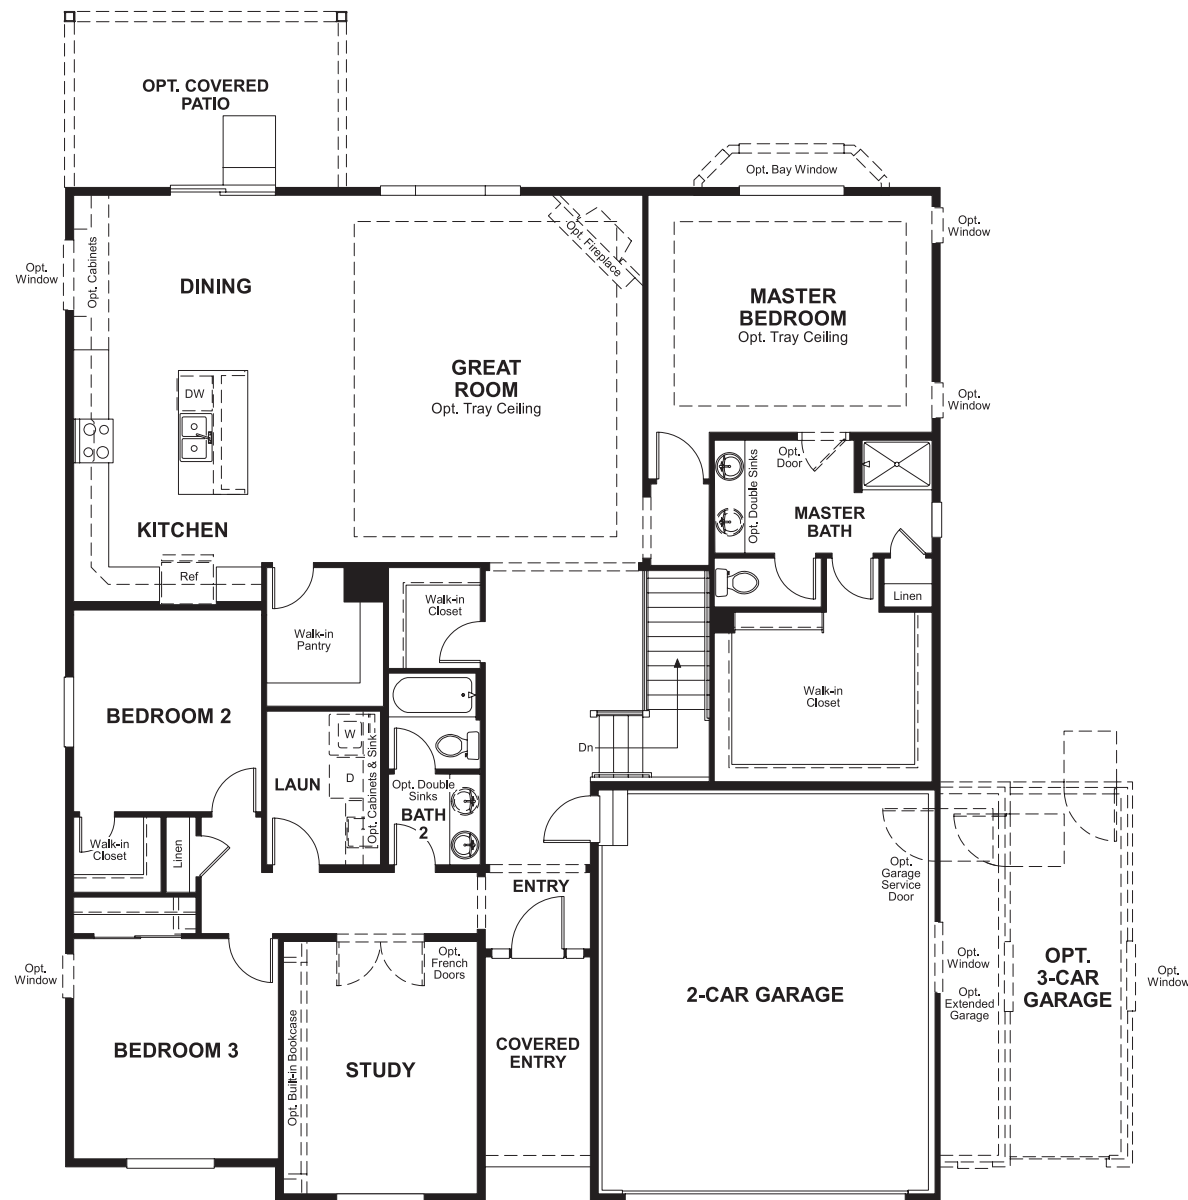 OPT. COVERED
PATIO
Opt. Bay Window
Opt.
Window
Opt.
Window
Opt. Cabinets
DINING
Opt. Fireplace
MASTER
BEDROOM
Opt. Tray Ceiling
GREAT
ROOM
Opt. Tray Ceiling
DW
Opt.
Window
Opt.
Door
Opt. Double Sinks
MASTER
BATH
KITCHEN
Ref
Linen
Walk-in
Closet
Walk-in
Pantry
Walk-in
Closet
BEDROOM 2
W
D
Opt. Cabinets & Sink
LAUN
Dn
Opt. Double
Sinks
BATH
2
Walk-in
Closet
Linen
ENTRY
Opt.
Garage
Service
Door
Opt.
French
Doors
Opt.
Window
Opt.
Window
Opt.
Extended
Garage
OPT.
3-CAR
GARAGE
Opt.
Window
2-CAR GARAGE
BEDROOM 3
Opt. Built-in Bookcase
STUDY
COVERED
ENTRY